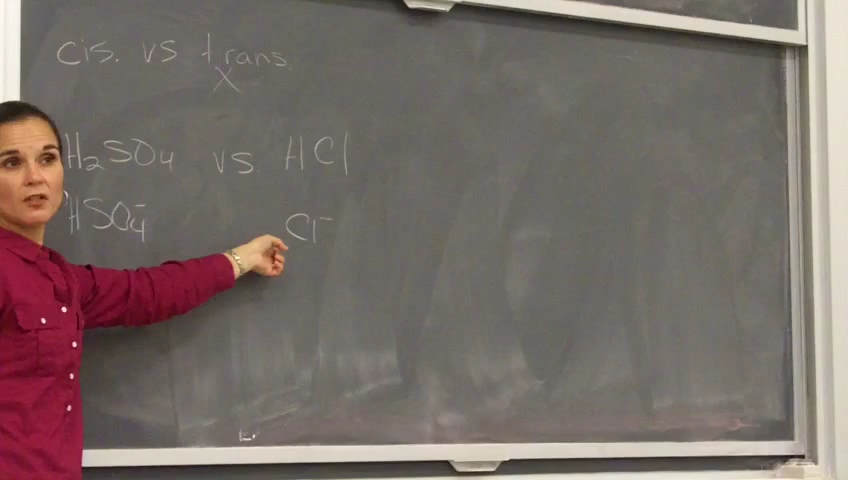 cis. vs trans.
X
H₂SO₄ vs HCl
HSO₄⁻ Cl⁻